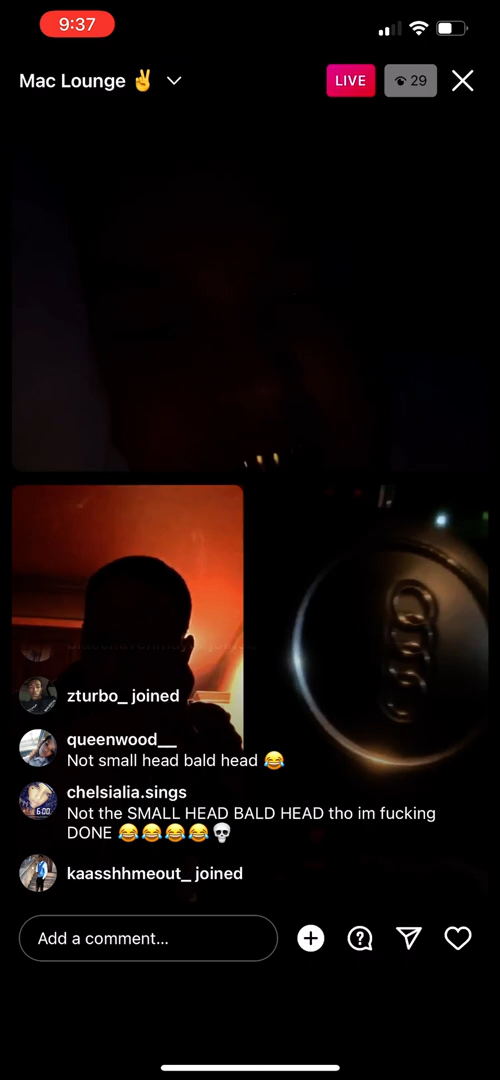 9:37
Mac Lounge ✌️
LIVE
29
zturbo_ joined
queenwood__
Not small head bald head 😂
chelsialia.sings
Not the SMALL HEAD BALD HEAD tho im fucking
DONE 😂😂😂😂💀
kaasshhmeout_ joined
Add a comment...